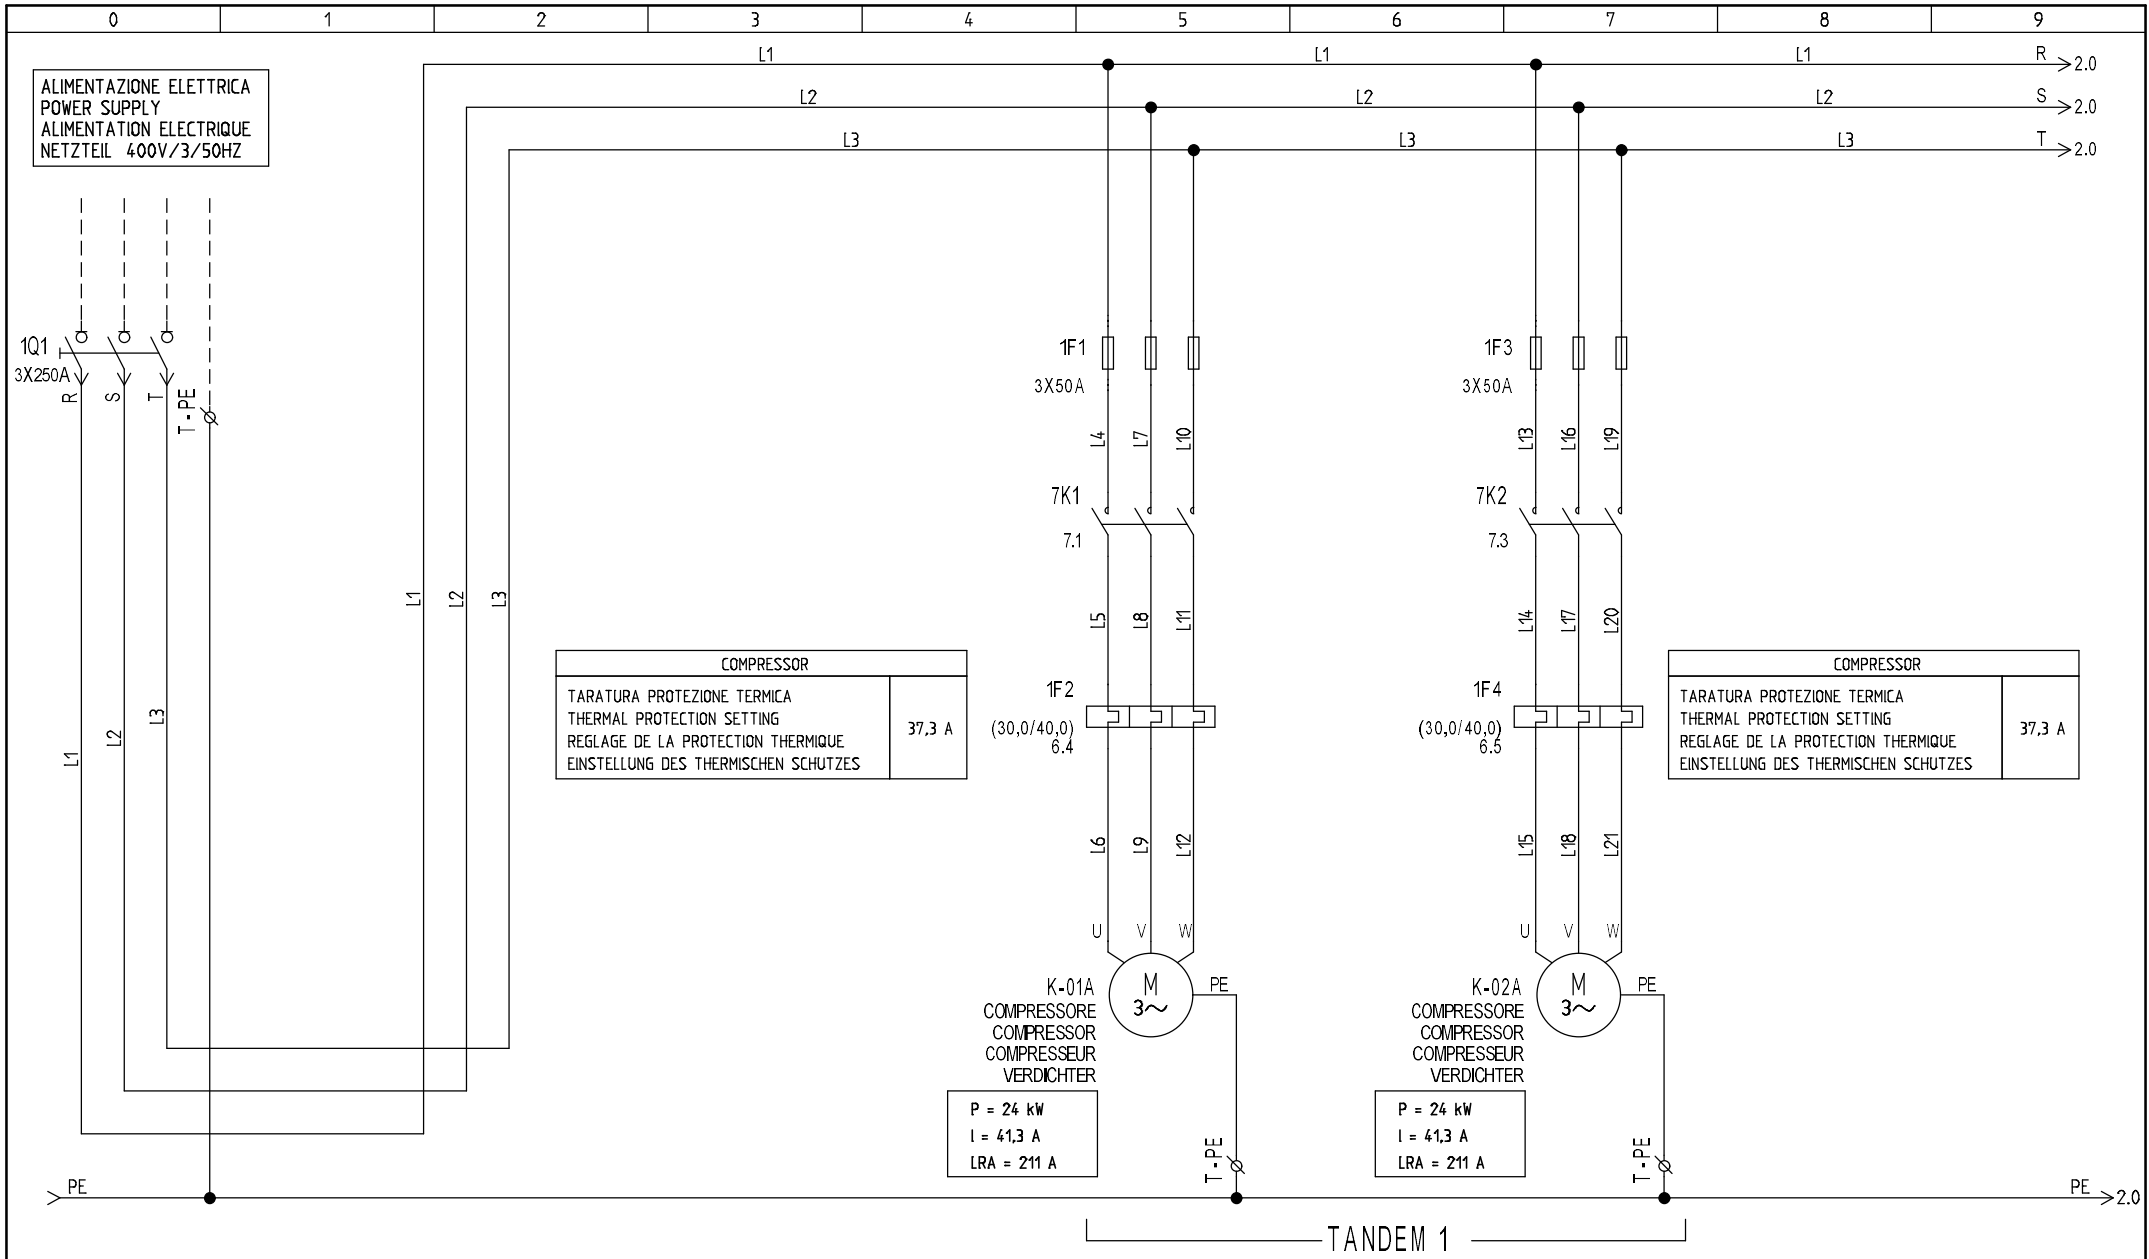 0 1 2 3 4 5 6 7 8 9
L1 L1 L1 R 2.0
ALIMENTAZIONE ELETTRICA
POWER SUPPLY
ALIMENTATION ELECTRIQUE
NETZTEIL 400V/3/50HZ
L2 L2 L2 S 2.0
L3 L3 L3 T 2.0
1Q1
3X250A
R S T T-PE
1F1
3X50A
1F3
3X50A
L4 L7 L10
L13 L16 L19
7K1
7.1
7K2
7.3
L1 L2 L3
L5 L8 L11
L14 L17 L20
COMPRESSOR
TARATURA PROTEZIONE TERMICA
THERMAL PROTECTION SETTING
REGLAGE DE LA PROTECTION THERMIQUE
EINSTELLUNG DES THERMISCHEN SCHUTZES
37,3 A
1F2
(30,0/40,0)
6.4
1F4
(30,0/40,0)
6.5
COMPRESSOR
TARATURA PROTEZIONE TERMICA
THERMAL PROTECTION SETTING
REGLAGE DE LA PROTECTION THERMIQUE
EINSTELLUNG DES THERMISCHEN SCHUTZES
37,3 A
L1 L2 L3
L6 L9 L12
L15 L18 L21
U V W
U V W
M
3~
PE
K-01A
COMPRESSORE
COMPRESSOR
COMPRESSEUR
VERDICHTER
M
3~
PE
K-02A
COMPRESSORE
COMPRESSOR
COMPRESSEUR
VERDICHTER
P = 24 kW
I = 41,3 A
LRA = 211 A
T-PE
P = 24 kW
I = 41,3 A
LRA = 211 A
T-PE
PE PE 2.0
TANDEM 1